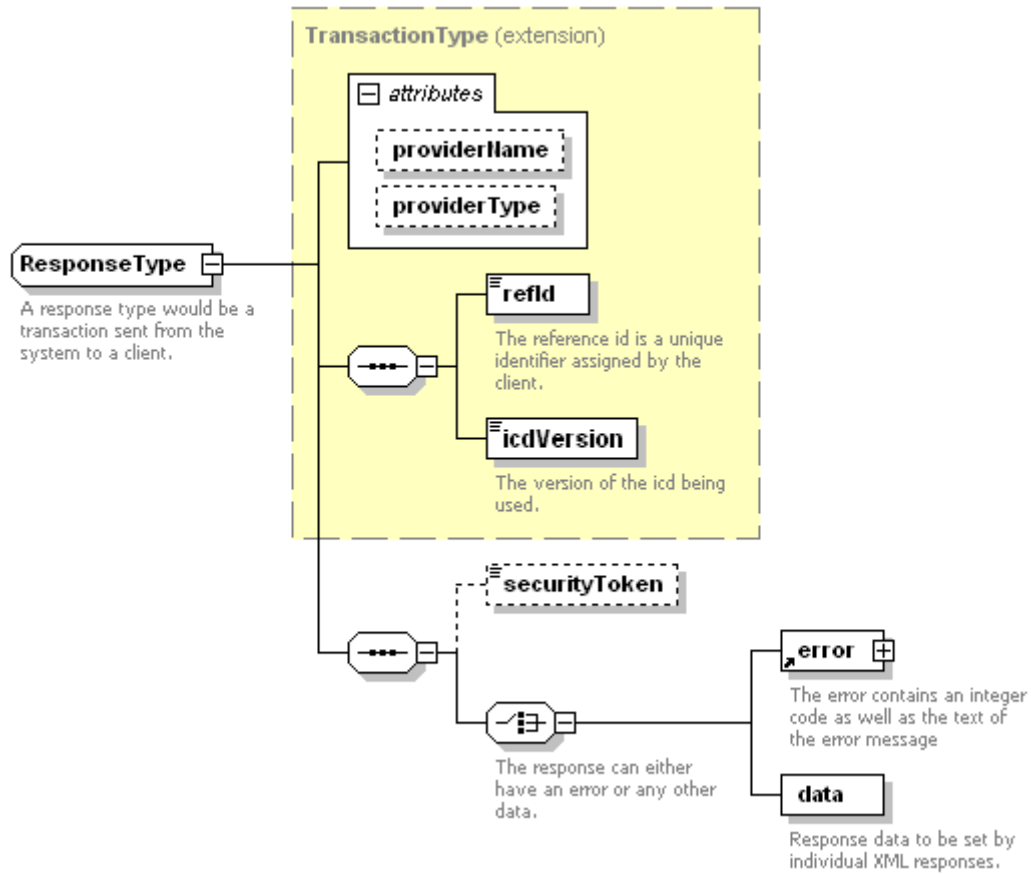 TransactionType (extension)
attributes
providerName
providerType
ResponseType
A response type would be a
transaction sent from the
system to a client.
refId
The reference id is a unique
identifier assigned by the
client.
icdVersion
The version of the icd being
used.
securityToken
error
The error contains an integer
code as well as the text of
the error message
The response can either
have an error or any other
data.
data
Response data to be set by
individual XML responses.